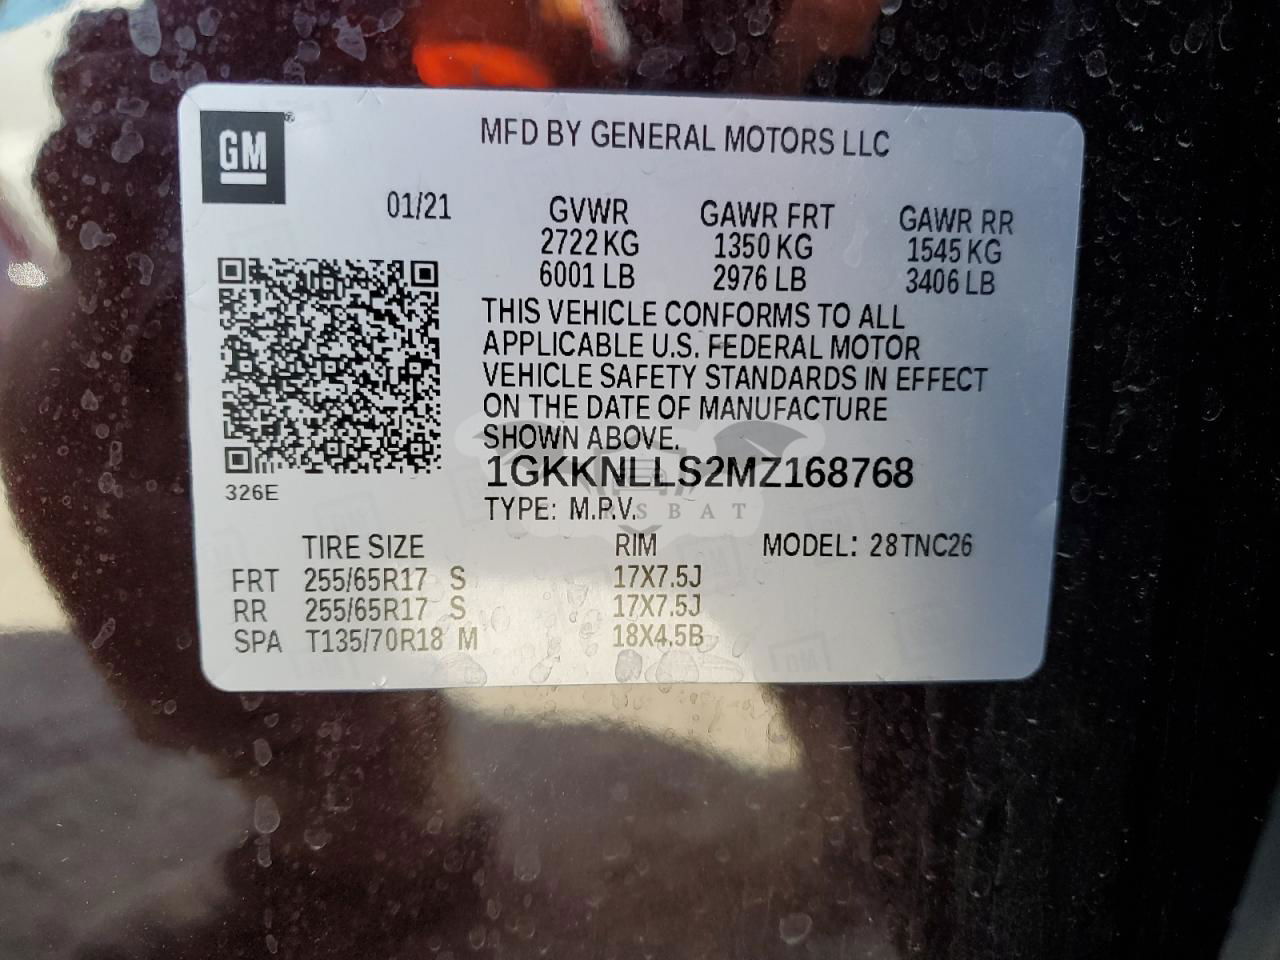 GM
MFD BY GENERAL MOTORS LLC
01/21 GVWR GAWR FRT GAWR RR
2722 KG 1350 KG 1545 KG
6001 LB 2976 LB 3406 LB
THIS VEHICLE CONFORMS TO ALL
APPLICABLE U.S. FEDERAL MOTOR
VEHICLE SAFETY STANDARDS IN EFFECT
ON THE DATE OF MANUFACTURE
SHOWN ABOVE.
1GKKNLLS2MZ168768
326E
TYPE: M.P.V.
SBAT
TIRE SIZE RIM MODEL: 28TNC26
FRT 255/65R17 S 17X7.5J
RR 255/65R17 S 17X7.5J
SPA T135/70R18 M 18X4.5B